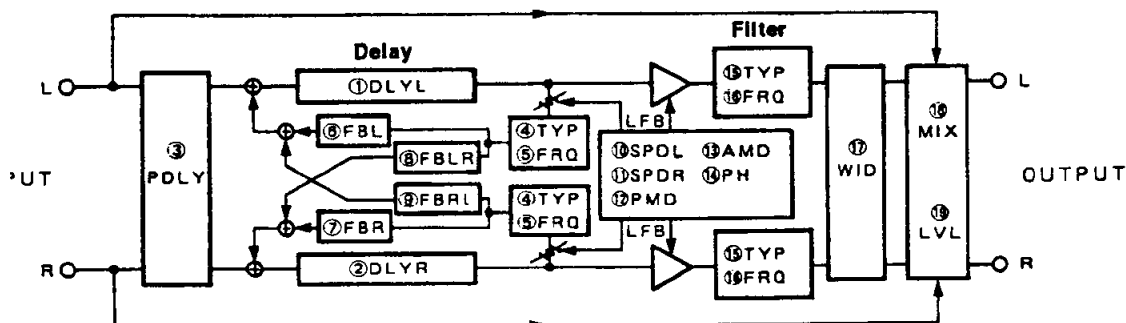 Delay
Filter
L
①DLYL
⑮TYP
⑯FRQ
L
LFB
⑥FBL
④TYP
⑤FRQ
⑧FBLR
③
PDLY
⑩SPDL ⑬AMD
⑪SPDR ⑭PH
⑫PMD
⑰
WID
⑱
MIX
PUT
OUTPUT
⑨FBRL
④TYP
⑤FRQ
⑦FBR
⑲
LVL
LFB
R
②DLYR
⑮TYP
⑯FRQ
R